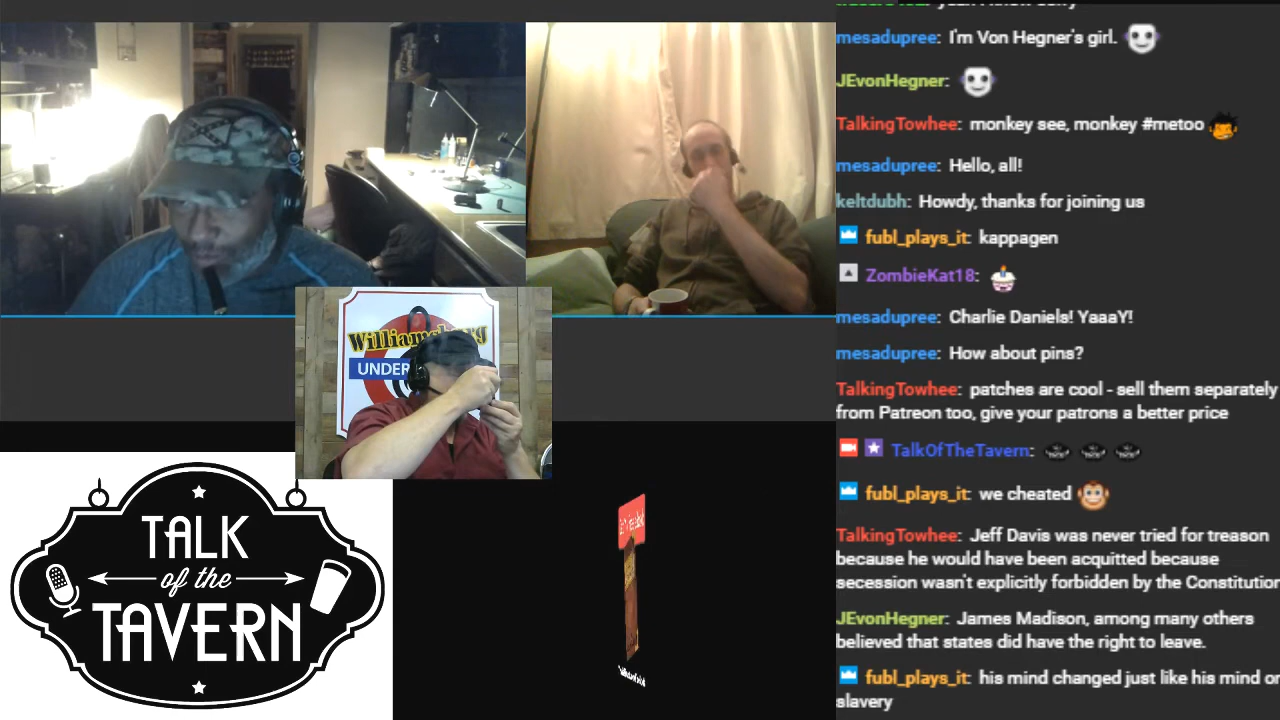 mesadupree: I'm Von Hegner's girl.
JEvonHegner:
TalkingTowhee: monkey see, monkey #metoo
mesadupree: Hello, all!
keltdubh: Howdy, thanks for joining us
fubl_plays_it: kappagen
ZombieKat18:
mesadupree: Charlie Daniels! YaaaY!
mesadupree: How about pins?
TalkingTowhee: patches are cool - sell them separately
from Patreon too, give your patrons a better price
TalkOfTheTavern:
fubl_plays_it: we cheated
TalkingTowhee: Jeff Davis was never tried for treason
because he would have been acquitted because
secession wasn't explicitly forbidden by the Constitution
JEvonHegner: James Madison, among many others
believed that states did have the right to leave.
fubl_plays_it: his mind changed just like his mind on
slavery
UNDER
TALK
of the
TAVERN